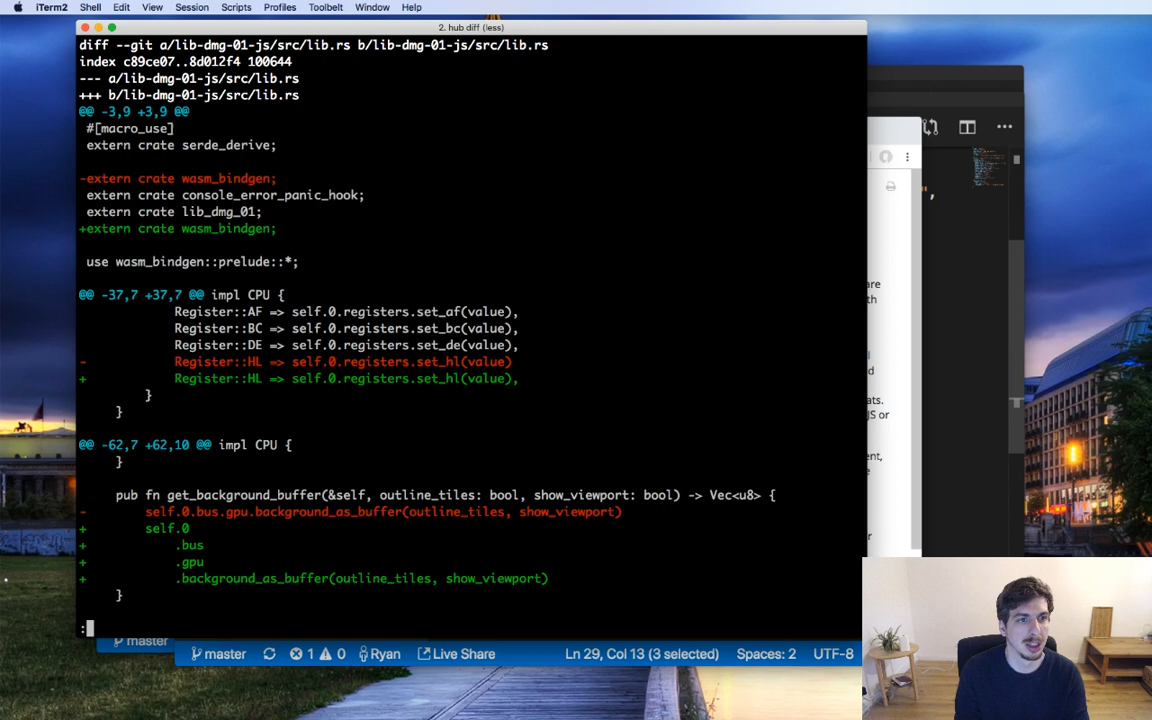 iTerm2 Shell Edit View Session Scripts Profiles Toolbelt Window Help
2. hub diff (less)
diff --git a/lib-dmg-01-js/src/lib.rs b/lib-dmg-01-js/src/lib.rs
index c89ce07..8d012f4 100644
--- a/lib-dmg-01-js/src/lib.rs
+++ b/lib-dmg-01-js/src/lib.rs
@@ -3,9 +3,9 @@
 #[macro_use]
 extern crate serde_derive;
-extern crate wasm_bindgen;
 extern crate console_error_panic_hook;
 extern crate lib_dmg_01;
+extern crate wasm_bindgen;
 use wasm_bindgen::prelude::*;
@@ -37,7 +37,7 @@ impl CPU {
             Register::AF => self.0.registers.set_af(value),
             Register::BC => self.0.registers.set_bc(value),
             Register::DE => self.0.registers.set_de(value),
-            Register::HL => self.0.registers.set_hl(value)
+            Register::HL => self.0.registers.set_hl(value),
         }
     }
@@ -62,7 +62,10 @@ impl CPU {
     }
     pub fn get_background_buffer(&self, outline_tiles: bool, show_viewport: bool) -> Vec<u8> {
-        self.0.bus.gpu.background_as_buffer(outline_tiles, show_viewport)
+        self.0
+            .bus
+            .gpu
+            .background_as_buffer(outline_tiles, show_viewport)
     }
:
",
are
th
d
ats.
JS or
ent,
e
r
master
master 1 0 Ryan Live Share Ln 29, Col 13 (3 selected) Spaces: 2 UTF-8